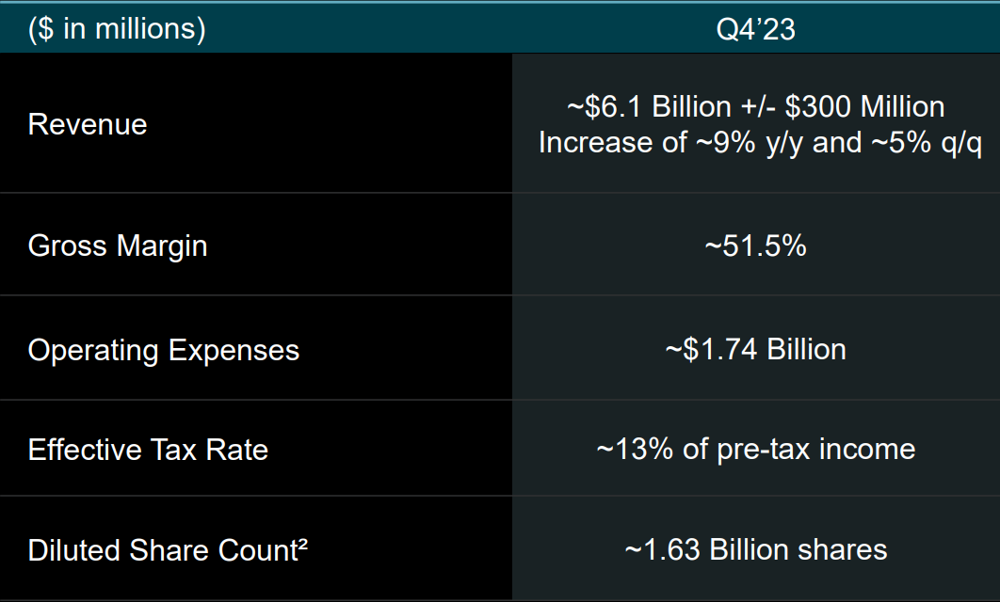 ($ in millions) Q4’23
Revenue
~$6.1 Billion +/- $300 Million
Increase of ~9% y/y and ~5% q/q
Gross Margin ~51.5%
Operating Expenses ~$1.74 Billion
Effective Tax Rate ~13% of pre-tax income
Diluted Share Count² ~1.63 Billion shares